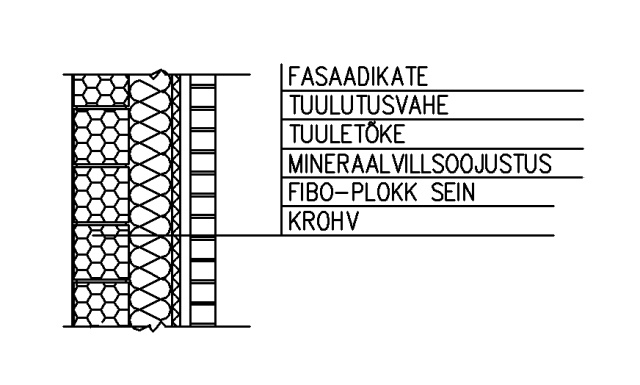 FASAADIKATE
TUULUTUSVAHE
TUULETÕKE
MINERAALVILLSOOJUSTUS
FIBO-PLOKK SEIN
KROHV